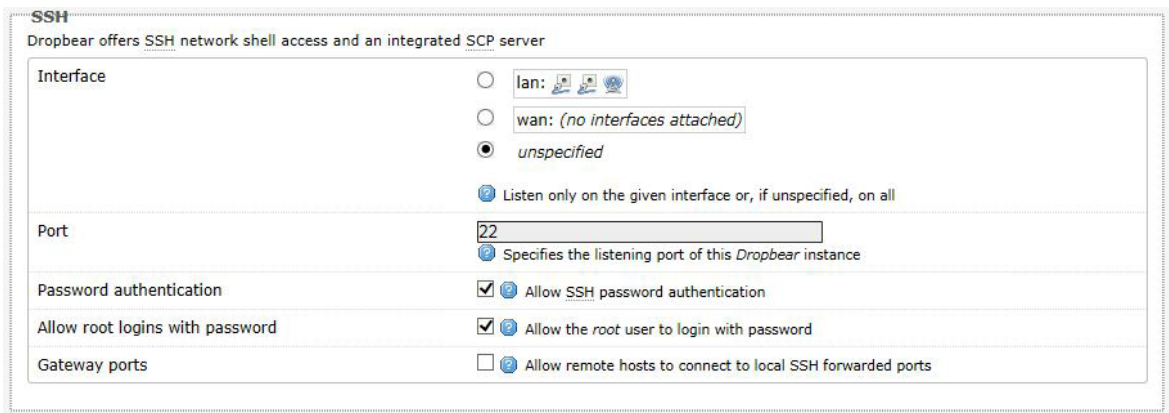 SSH
Dropbear offers SSH network shell access and an integrated SCP server
Interface
lan:
wan: (no interfaces attached)
unspecified
Listen only on the given interface or, if unspecified, on all
Port
22
Specifies the listening port of this Dropbear instance
Password authentication
Allow SSH password authentication
Allow root logins with password
Allow the root user to login with password
Gateway ports
Allow remote hosts to connect to local SSH forwarded ports